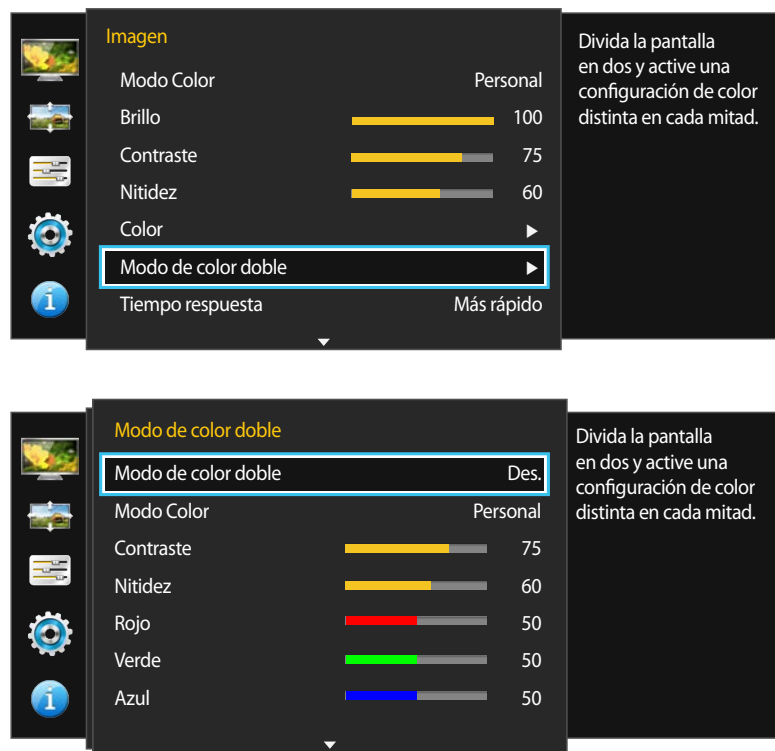 Imagen
Modo Color Personal
Brillo 100
Contraste 75
Nitidez 60
Color
Modo de color doble
Tiempo respuesta Más rápido
Divida la pantalla
en dos y active una
configuración de color
distinta en cada mitad.
Modo de color doble
Modo de color doble Des.
Modo Color Personal
Contraste 75
Nitidez 60
Rojo 50
Verde 50
Azul 50
Divida la pantalla
en dos y active una
configuración de color
distinta en cada mitad.